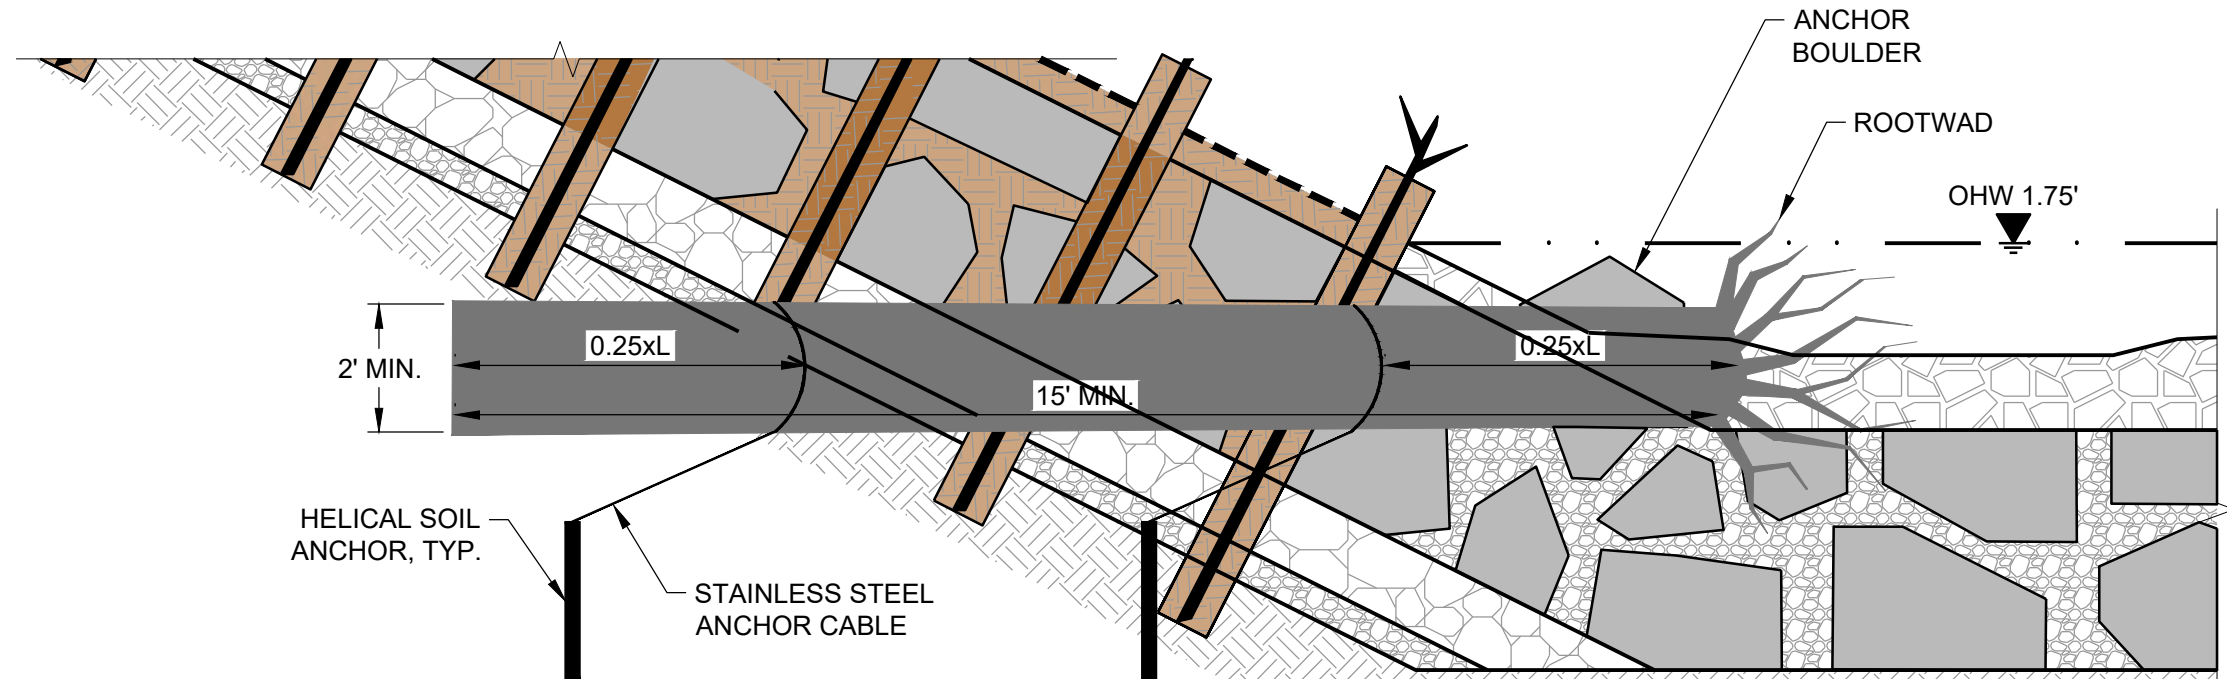 ANCHOR
BOULDER
ROOTWAD
OHW 1.75'
0.25xL
0.25xL
2' MIN.
15' MIN.
HELICAL SOIL
ANCHOR, TYP.
STAINLESS STEEL
ANCHOR CABLE